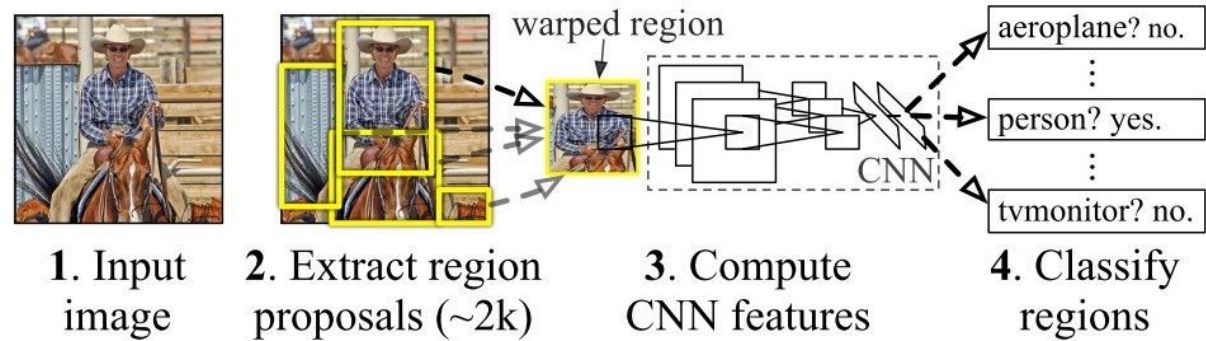 warped region
aeroplane? no.
⋮
person? yes.
CNN
⋮
tvmonitor? no.
1. Input
image
2. Extract region
proposals (~2k)
3. Compute
CNN features
4. Classify
regions